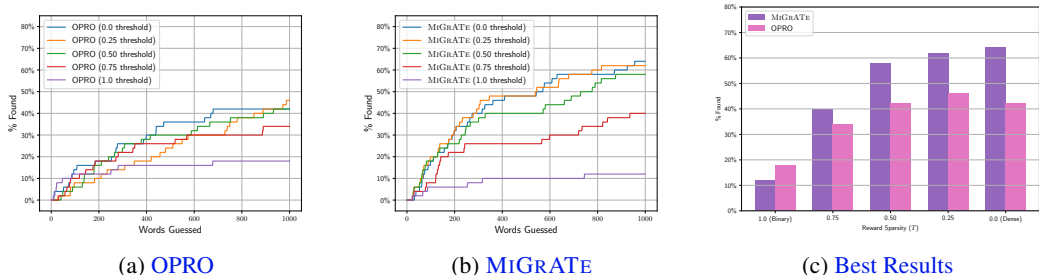 80%
70%
60%
50%
40%
30%
20%
10%
0%
% Found
OPRO (0.0 threshold)
OPRO (0.25 threshold)
OPRO (0.50 threshold)
OPRO (0.75 threshold)
OPRO (1.0 threshold)
0 200 400 600 800 1000
Words Guessed
(a) OPRO
80%
70%
60%
50%
40%
30%
20%
10%
0%
% Found
MIGRATE (0.0 threshold)
MIGRATE (0.25 threshold)
MIGRATE (0.50 threshold)
MIGRATE (0.75 threshold)
MIGRATE (1.0 threshold)
0 200 400 600 800 1000
Words Guessed
(b) MIGRATE
80%
70%
60%
50%
40%
30%
20%
10%
0%
% Found
MIGRATE
OPRO
1.0 (Binary) 0.75 0.50 0.25 0.0 (Dense)
Reward Sparsity (T)
(c) Best Results